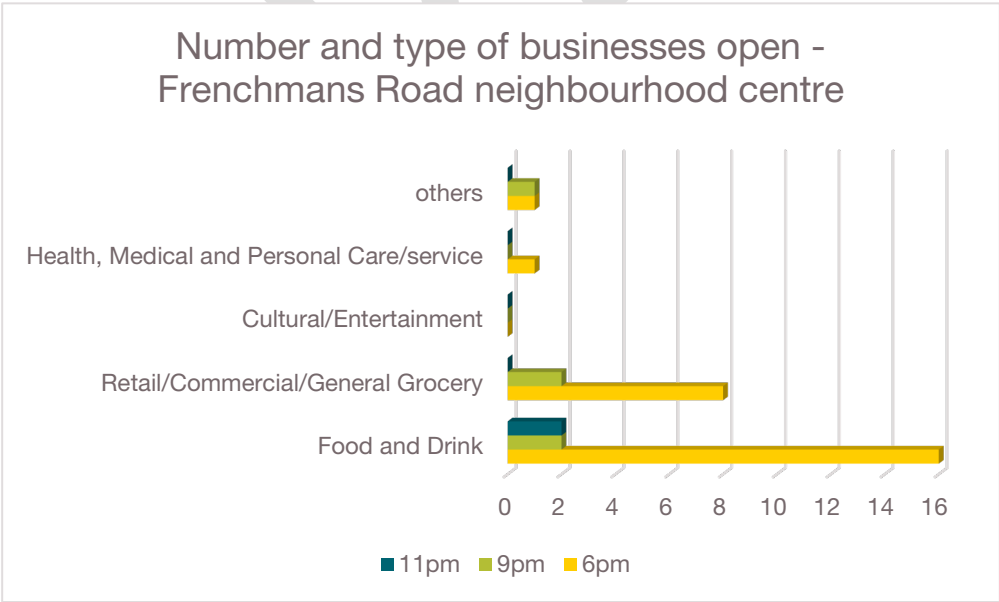 Number and type of businesses open -
Frenchmans Road neighbourhood centre
others
Health, Medical and Personal Care/service
Cultural/Entertainment
Retail/Commercial/General Grocery
Food and Drink
0 2 4 6 8 10 12 14 16
11pm 9pm 6pm